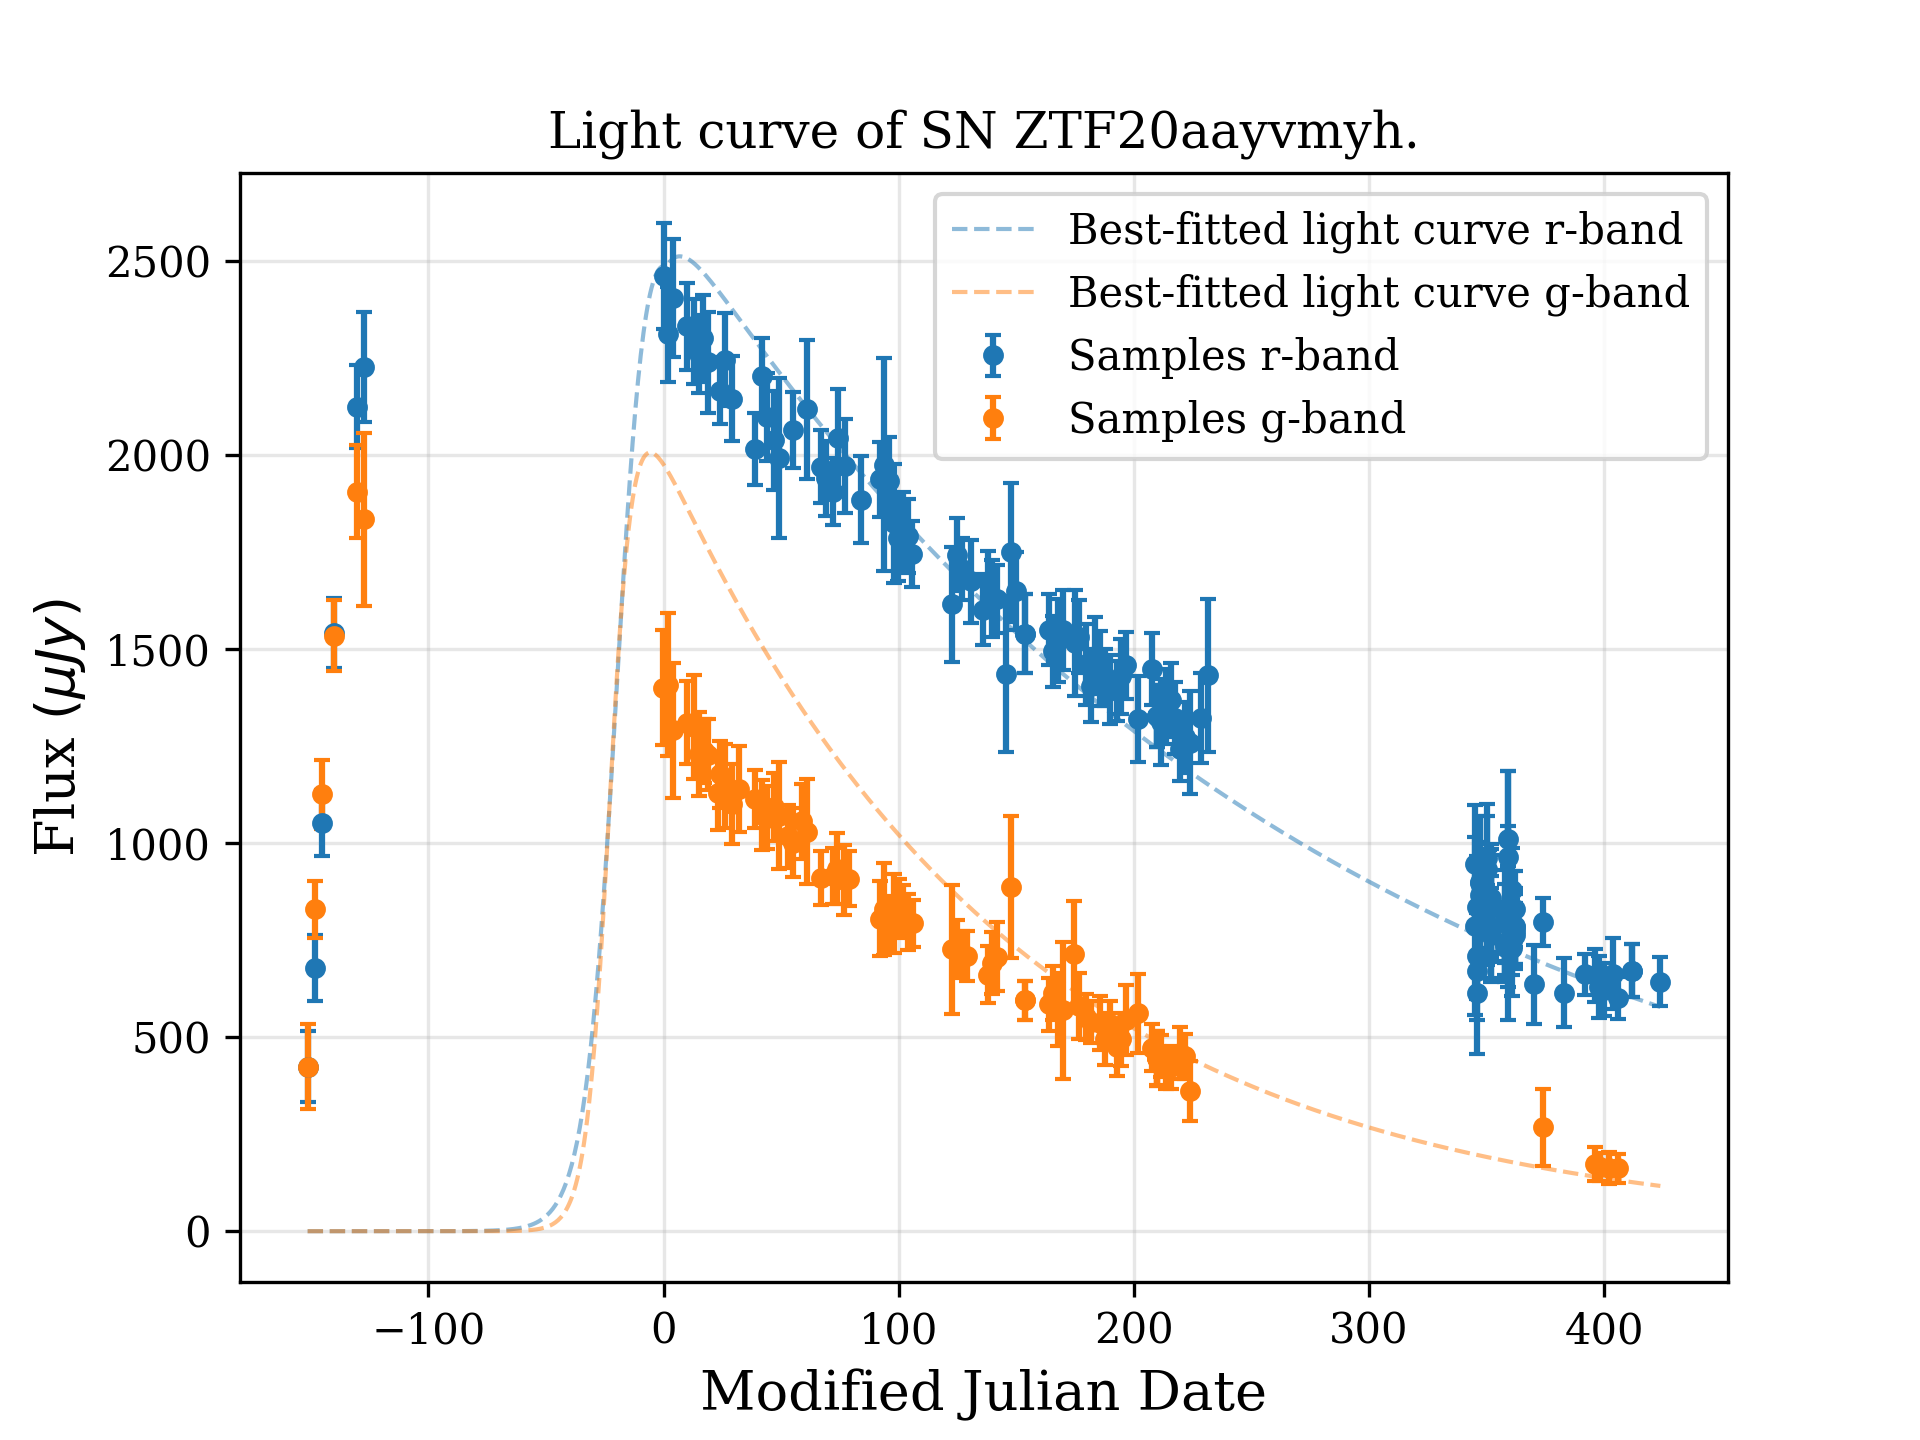 Light curve of SN ZTF20aayvmyh.
Best-fitted light curve r-band
Best-fitted light curve g-band
Samples r-band
Samples g-band
Flux (μJy)
2500
2000
1500
1000
500
0
−100 0 100 200 300 400
Modified Julian Date